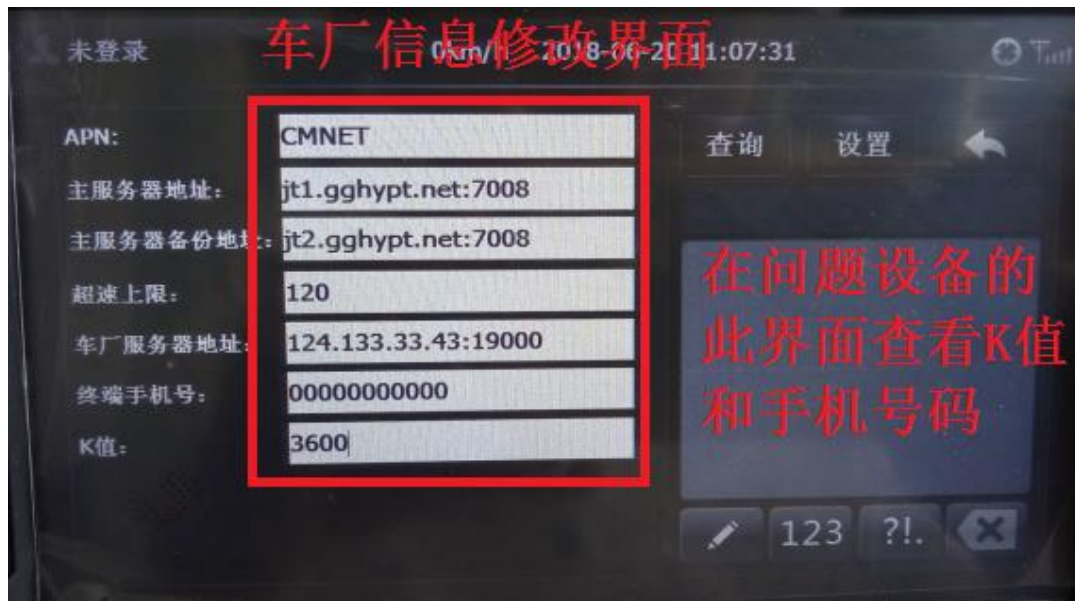 未登录
车厂信息修改界面
0km/h 2018-06-20 11:07:31
APN: CMNET
查询 设置
主服务器地址: jt1.gghypt.net:7008
主服务器备份地址: jt2.gghypt.net:7008
超速上限: 120
车厂服务器地址: 124.133.33.43:19000
终端手机号: 00000000000
K值: 3600
在问题设备的
此界面查看K值
和手机号码
123 ?!.